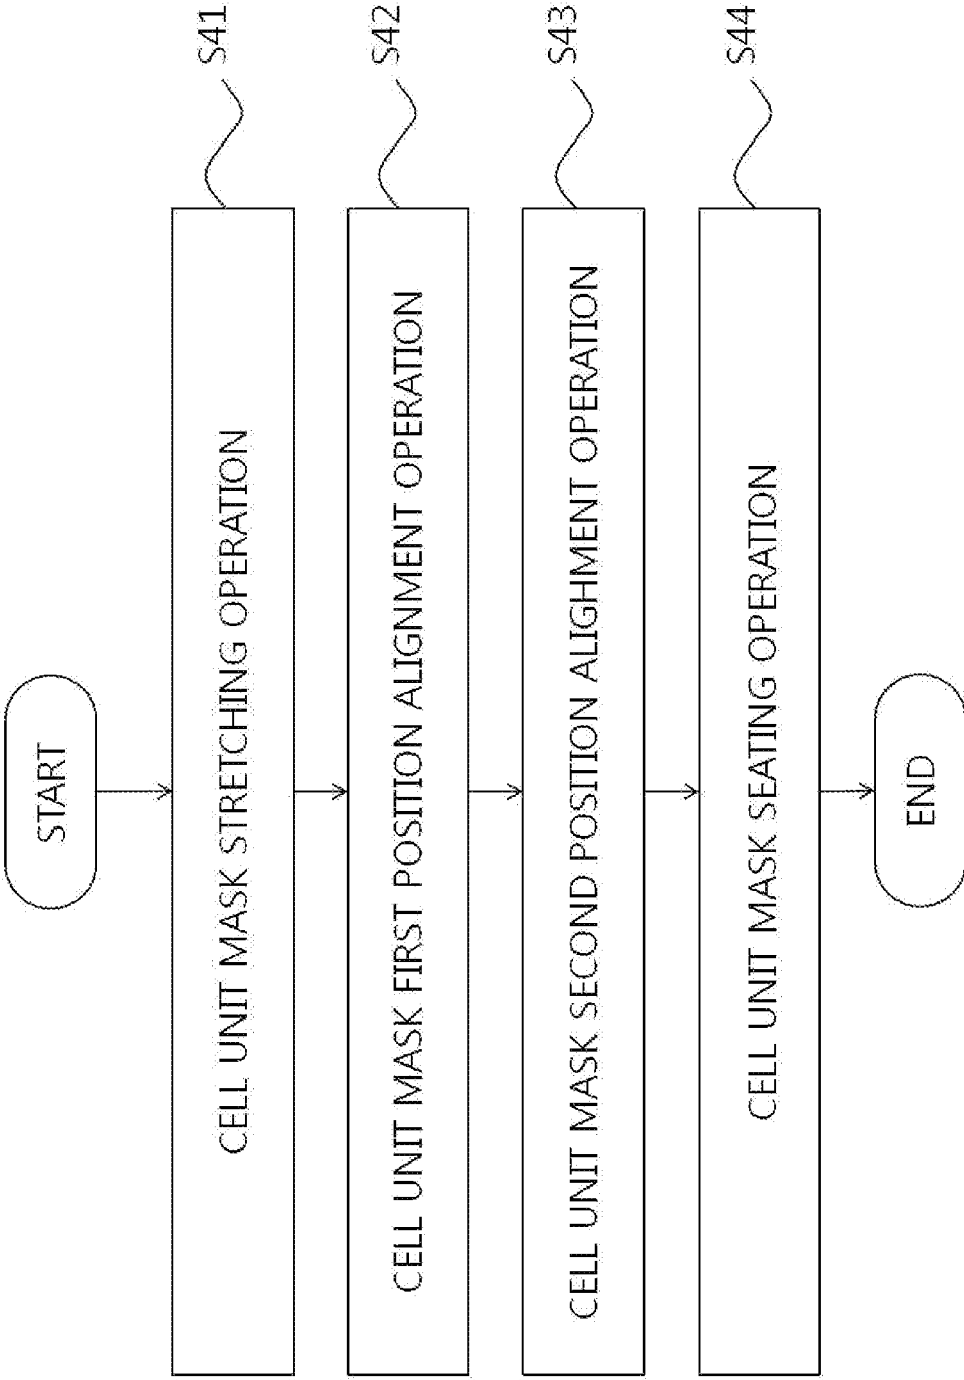 START
CELL UNIT MASK STRETCHING OPERATION
S41
CELL UNIT MASK FIRST POSITION ALIGNMENT OPERATION
S42
CELL UNIT MASK SECOND POSITION ALIGHMENT OPERATION
S43
CELL UNIT MASK SEATING OPERATION
S44
END